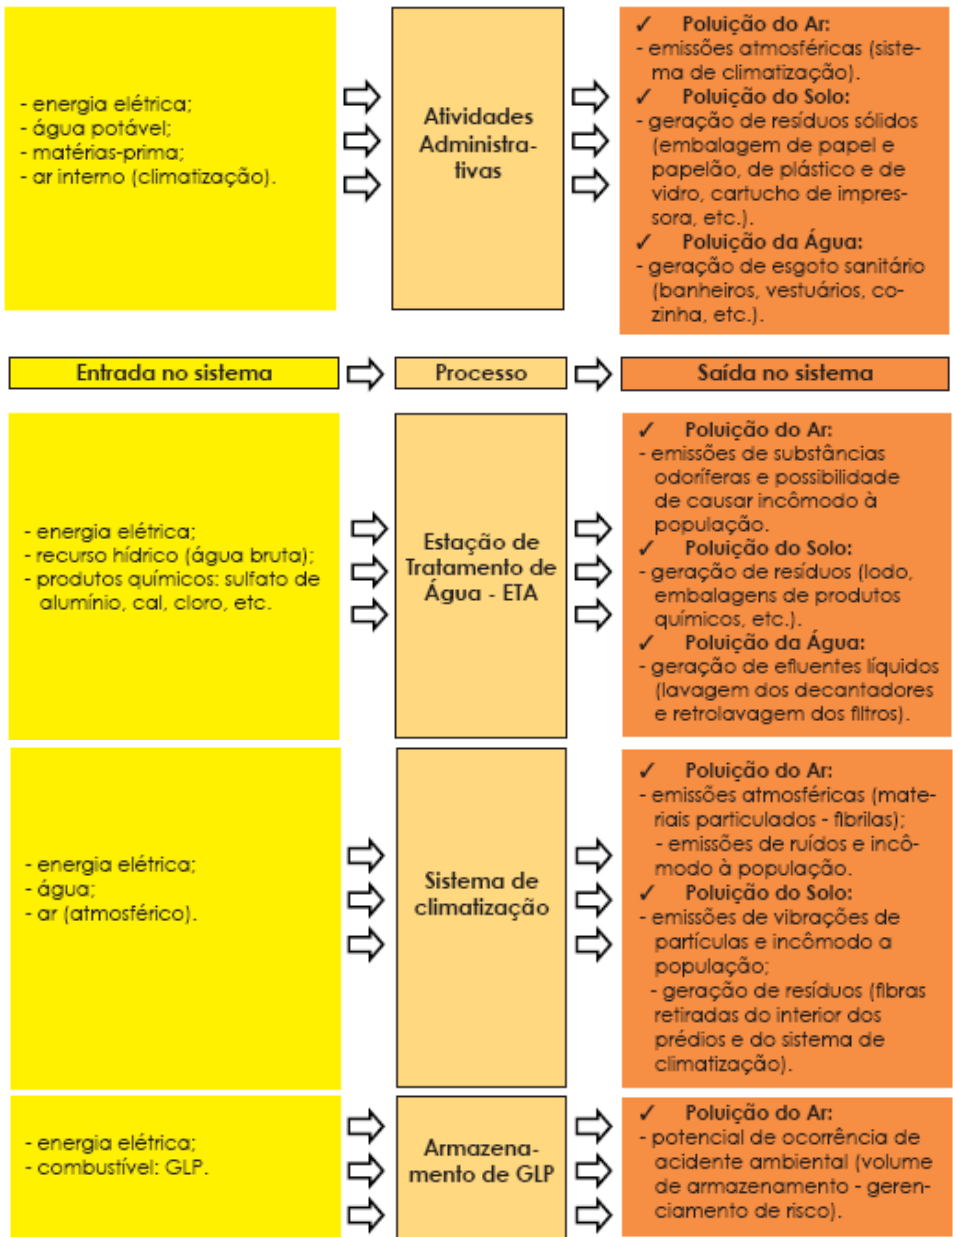 - energia elétrica;
- água potável;
- matérias-prima;
- ar interno (climatização).
Atividades
Administra-
tivas
✓ Poluição do Ar:
- emissões atmosféricas (siste-
ma de climatização).
✓ Poluição do Solo:
- geração de resíduos sólidos
(embalagem de papel e
papelão, de plástico e de
vidro, cartucho de impres-
sora, etc.).
✓ Poluição da Água:
- geração de esgoto sanitário
(banheiros, vestuários, co-
zinha, etc.).
Entrada no sistema
Processo
Saída no sistema
- energia elétrica;
- recurso hídrico (água bruta);
- produtos químicos: sulfato de
alumínio, cal, cloro, etc.
Estação de
Tratamento de
Água - ETA
✓ Poluição do Ar:
- emissões de substâncias
odoríferas e possibilidade
de causar incômodo à
população.
✓ Poluição do Solo:
- geração de resíduos (lodo,
embalagens de produtos
químicos, etc.).
✓ Poluição da Água:
- geração de efluentes líquidos
(lavagem dos decantadores
e retrolavagem dos filtros).
- energia elétrica;
- água;
- ar (atmosférico).
Sistema de
climatização
✓ Poluição do Ar:
- emissões atmosféricas (mate-
riais particulados - fibrilas);
- emissões de ruídos e incô-
modo à população.
✓ Poluição do Solo:
- emissões de vibrações de
partículas e incômodo a
população;
- geração de resíduos (fibras
retiradas do interior dos
prédios e do sistema de
climatização).
- energia elétrica;
- combustível: GLP.
Armazena-
mento de GLP
✓ Poluição do Ar:
- potencial de ocorrência de
acidente ambiental (volume
de armazenamento - geren-
ciamento de risco).